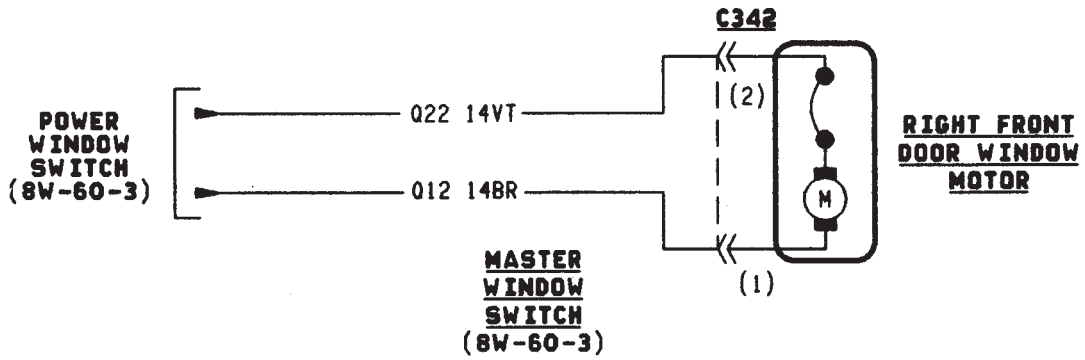 C342
(2)
Q22 14VT
POWER
WINDOW
SWITCH
(8W-60-3)
Q12 14BR
RIGHT FRONT
DOOR WINDOW
MOTOR
M
(1)
MASTER
WINDOW
SWITCH
(8W-60-3)